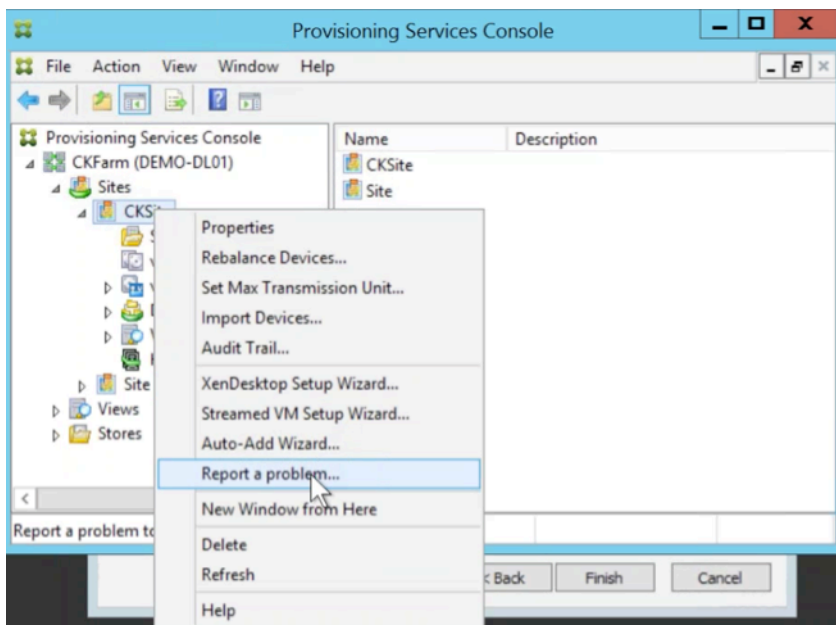 Provisioning Services Console
File Action View Window Help
Provisioning Services Console
CKFarm (DEMO-DL01)
Sites
CKSi
Site
Views
Stores
Name Description
CKSite
Site
Properties
Rebalance Devices...
Set Max Transmission Unit...
Import Devices...
Audit Trail...
XenDesktop Setup Wizard...
Streamed VM Setup Wizard...
Auto-Add Wizard...
Report a problem...
New Window from Here
Delete
Refresh
Help
Report a problem to
Back Finish Cancel